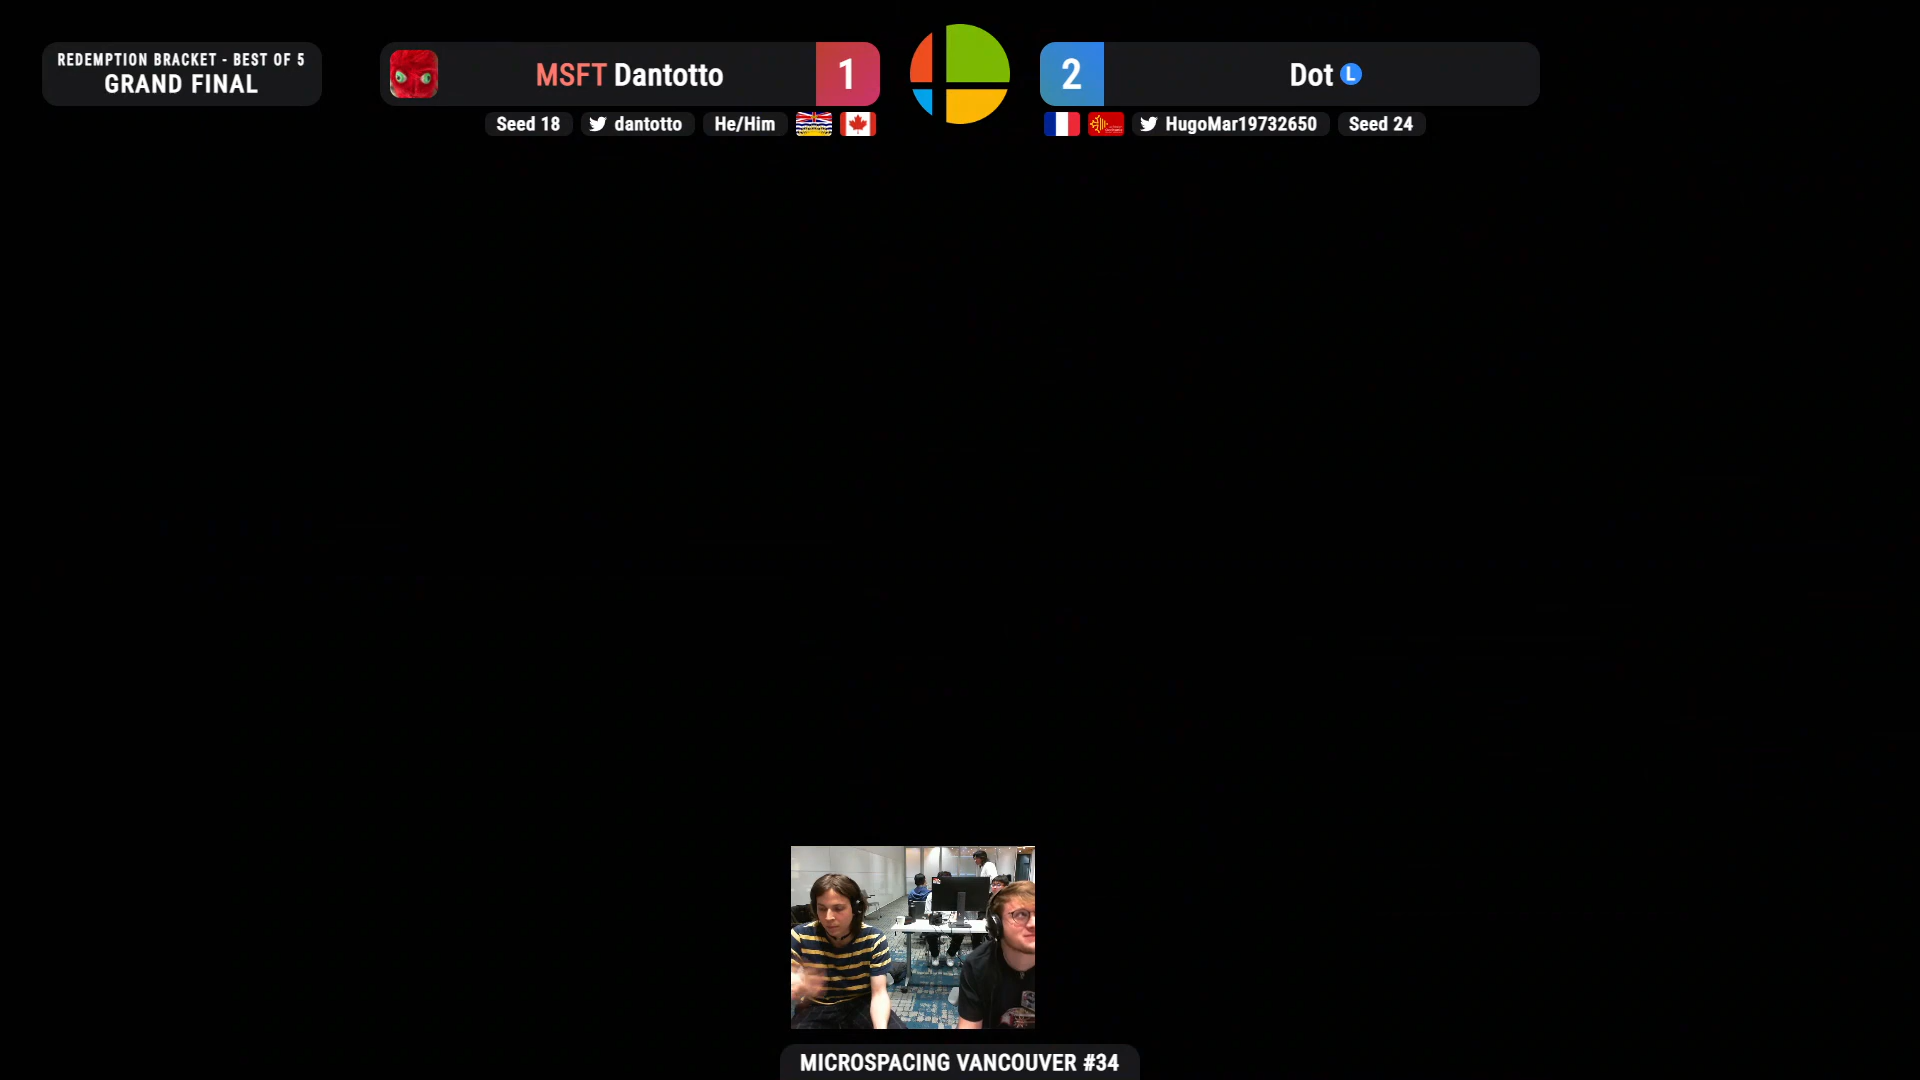 REDEMPTION BRACKET - BEST OF 5
GRAND FINAL
MSFT Dantotto 1
2 Dot L
Seed 18 dantotto He/Him
HugoMar19732650 Seed 24
MICROSPACING VANCOUVER #34